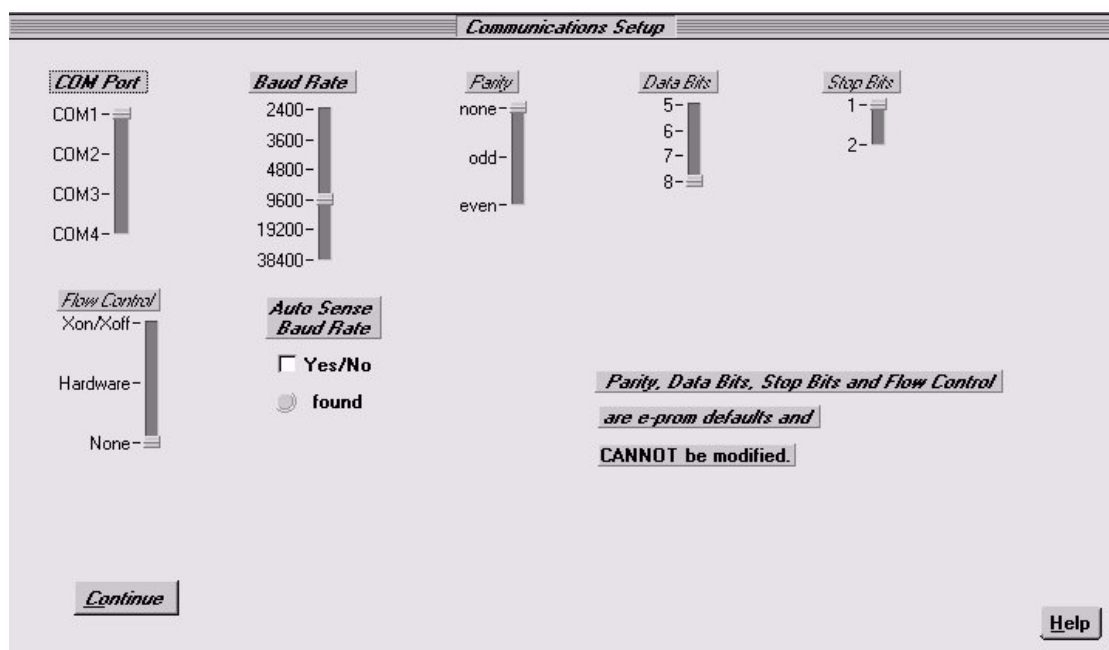 Communications Setup
COM Port
COM1
COM2
COM3
COM4
Baud Rate
2400
3600
4800
9600
19200
38400
Parity
none
odd
even
Data Bits
5
6
7
8
Stop Bits
1
2
Flow Control
Xon/Xoff
Hardware
None
Auto Sense
Baud Rate
Yes/No
found
Parity, Data Bits, Stop Bits and Flow Control
are e-prom defaults and
CANNOT be modified.
Continue
Help